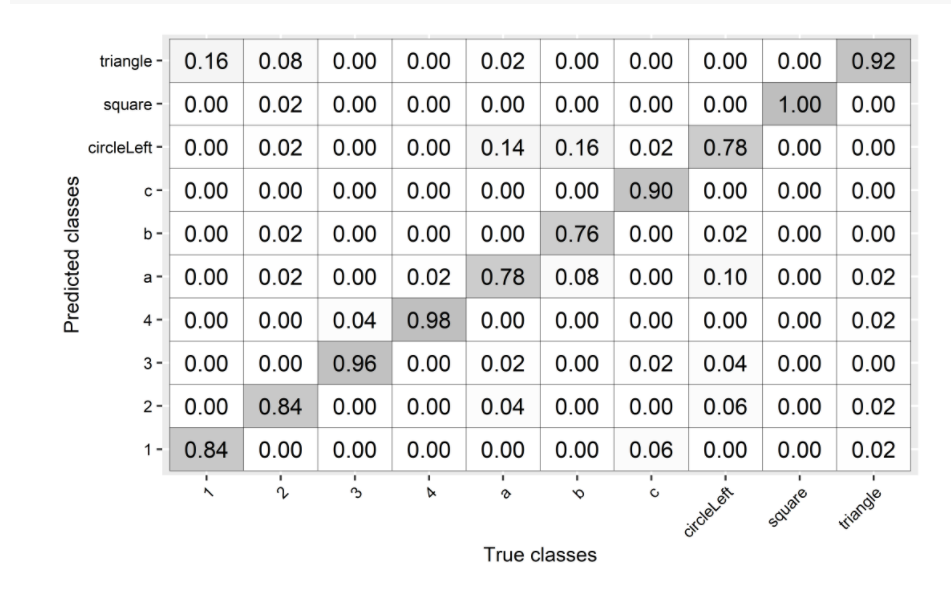 Predicted classes
triangle 0.16 0.08 0.00 0.00 0.02 0.00 0.00 0.00 0.00 0.92
square 0.00 0.02 0.00 0.00 0.00 0.00 0.00 0.00 1.00 0.00
circleLeft 0.00 0.02 0.00 0.00 0.14 0.16 0.02 0.78 0.00 0.00
c 0.00 0.00 0.00 0.00 0.00 0.00 0.90 0.00 0.00 0.00
b 0.00 0.02 0.00 0.00 0.00 0.76 0.00 0.02 0.00 0.00
a 0.00 0.02 0.00 0.02 0.78 0.08 0.00 0.10 0.00 0.02
4 0.00 0.00 0.04 0.98 0.00 0.00 0.00 0.00 0.00 0.02
3 0.00 0.00 0.96 0.00 0.02 0.00 0.02 0.04 0.00 0.00
2 0.00 0.84 0.00 0.00 0.04 0.00 0.00 0.06 0.00 0.02
1 0.84 0.00 0.00 0.00 0.00 0.00 0.06 0.00 0.00 0.02
1 2 3 4 a b c circleLeft square triangle
True classes